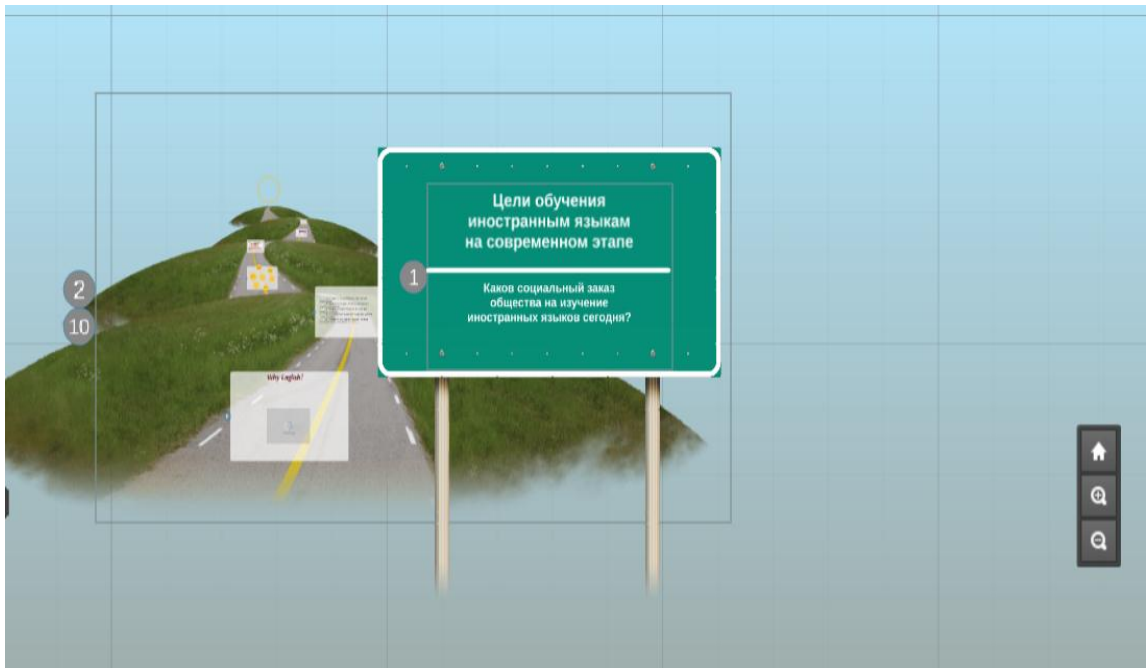 Цели обучения
иностранным языкам
на современном этапе
1
Каков социальный заказ
общества на изучение
иностранных языков сегодня?
2
10
Why English?